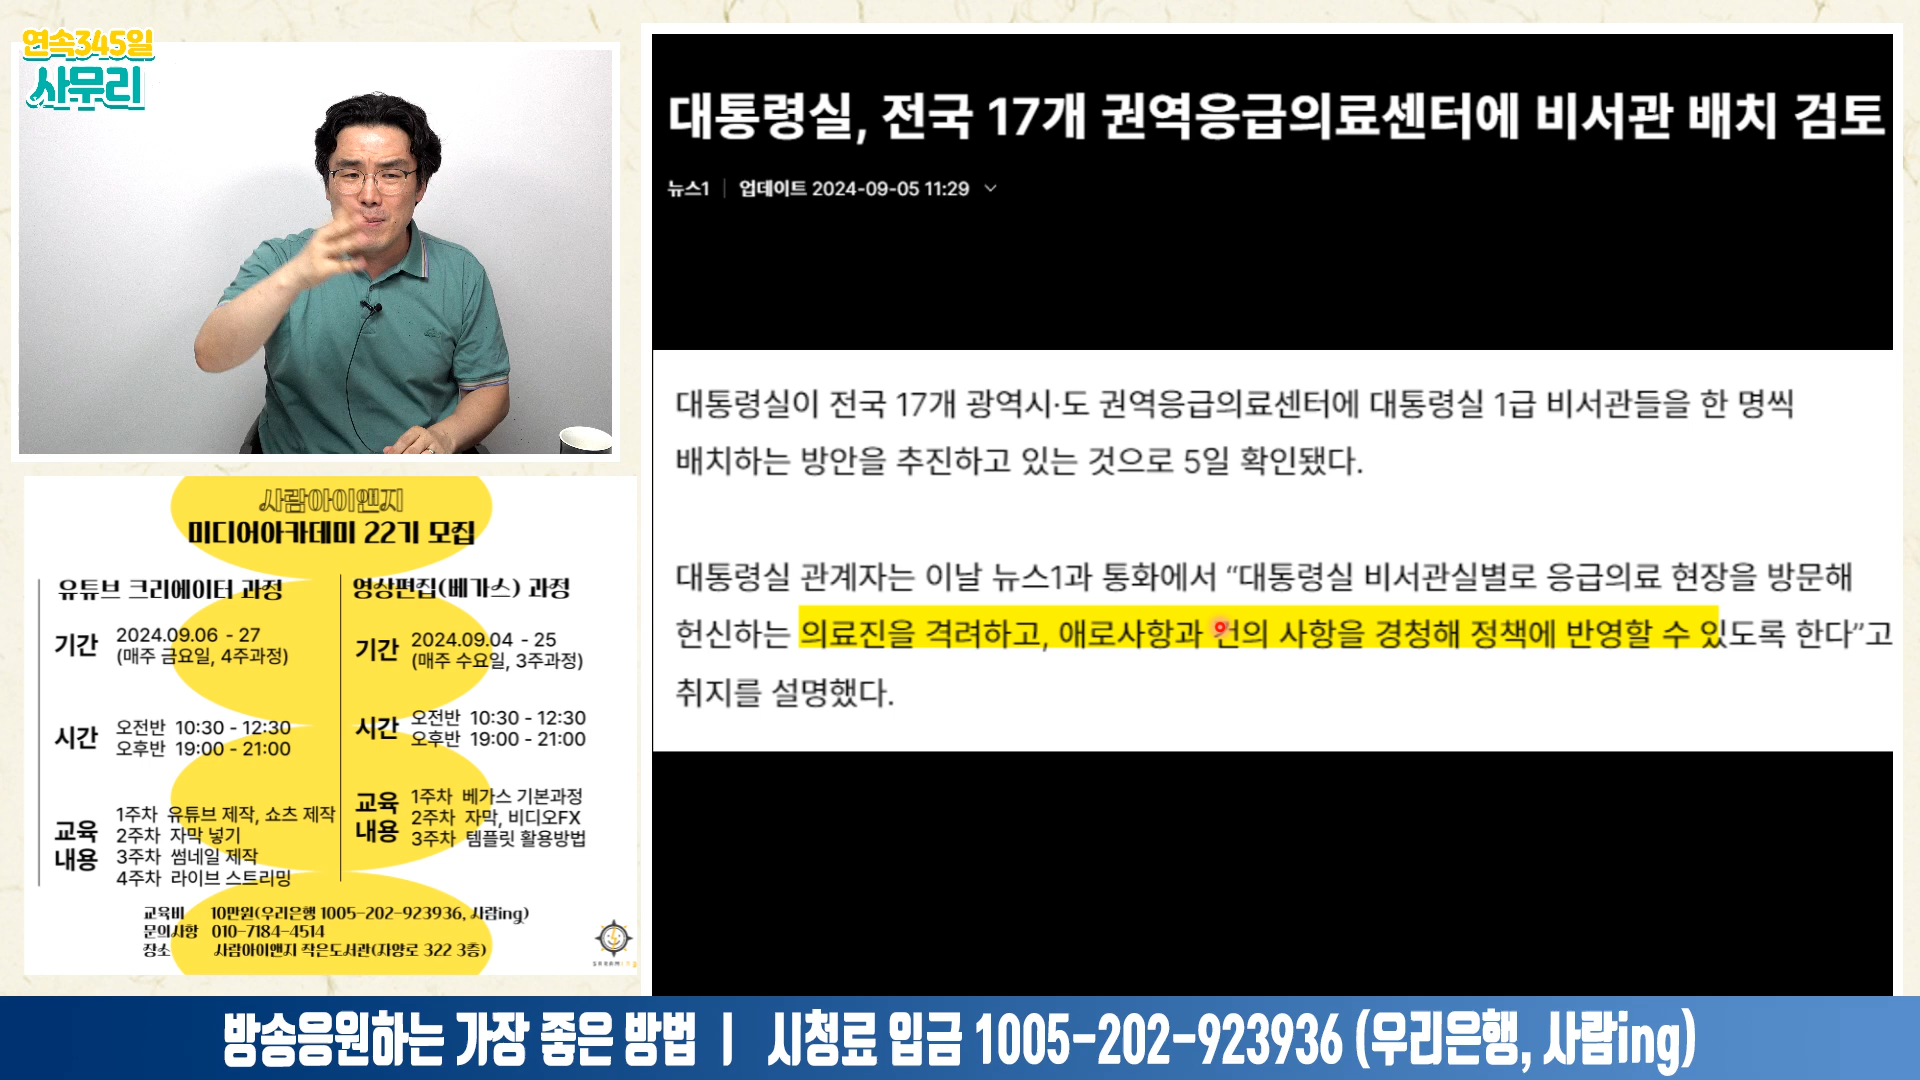 연속345일
사무리
대통령실, 전국 17개 권역응급의료센터에 비서관 배치 검토
뉴스1 | 업데이트 2024-09-05 11:29
대통령실이 전국 17개 광역시·도 권역응급의료센터에 대통령실 1급 비서관들을 한 명씩
배치하는 방안을 추진하고 있는 것으로 5일 확인됐다.
대통령실 관계자는 이날 뉴스1과 통화에서 “대통령실 비서관실별로 응급의료 현장을 방문해
헌신하는 의료진을 격려하고, 애로사항과 건의 사항을 경청해 정책에 반영할 수 있도록 한다”고
취지를 설명했다.
사람아이앤지
미디어아카데미 22기 모집
유튜브 크리에이터 과정
기간 2024.09.06 - 27
(매주 금요일, 4주과정)
시간 오전반 10:30 - 12:30
오후반 19:00 - 21:00
교육 내용
1주차 유튜브 제작, 쇼츠 제작
2주차 자막 넣기
3주차 썸네일 제작
4주차 라이브 스트리밍
영상편집(베가스) 과정
기간 2024.09.04 - 25
(매주 수요일, 3주과정)
시간 오전반 10:30 - 12:30
오후반 19:00 - 21:00
교육 내용
1주차 베가스 기본과정
2주차 자막, 비디오FX
3주차 템플릿 활용방법
교육비 10만원(우리은행 1005-202-923936, 사람ing)
문의사항 010-7184-4514
장소 사람아이앤지 작은도서관(자양로 322 3층)
방송응원하는 가장 좋은 방법 | 시청료 입금 1005-202-923936 (우리은행, 사람ing)